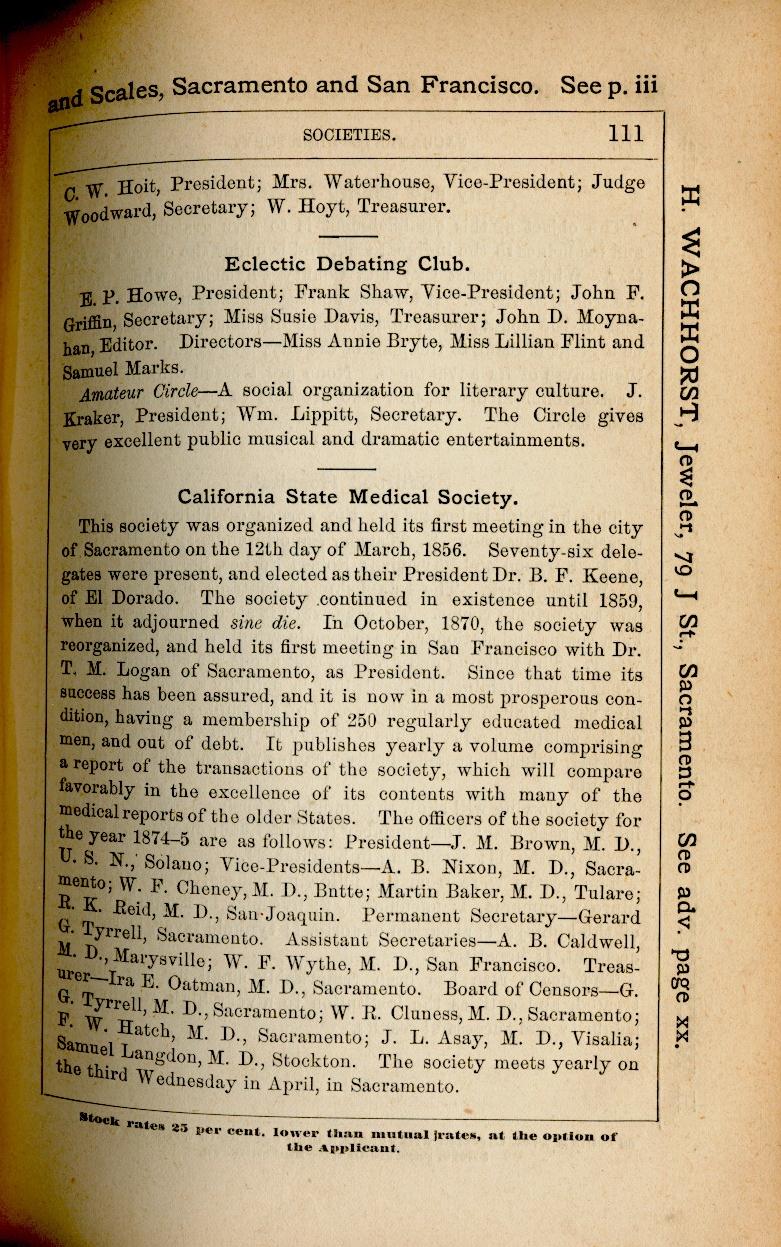 and Scales, Sacramento and San Francisco. See p. iii
SOCIETIES. 111
C. W. Hoit, President; Mrs. Waterhouse, Vice-President; Judge
Woodward, Secretary; W. Hoyt, Treasurer.
Eclectic Debating Club.
E. P. Howe, President; Frank Shaw, Vice-President; John F.
Griffin, Secretary; Miss Susie Davis, Treasurer; John D. Moyna-
han, Editor. Directors—Miss Annie Bryte, Miss Lillian Flint and
Samuel Marks.
Amateur Circle—A social organization for literary culture. J.
Kraker, President; Wm. Lippitt, Secretary. The Circle gives
very excellent public musical and dramatic entertainments.
California State Medical Society.
This society was organized and held its first meeting in the city
of Sacramento on the 12th day of March, 1856. Seventy-six dele-
gates were present, and elected as their President Dr. B. F. Keene,
of El Dorado. The society continued in existence until 1859,
when it adjourned sine die. In October, 1870, the society was
reorganized, and held its first meeting in San Francisco with Dr.
T. M. Logan of Sacramento, as President. Since that time its
success has been assured, and it is now in a most prosperous con-
dition, having a membership of 250 regularly educated medical
men, and out of debt. It publishes yearly a volume comprising
a report of the transactions of the society, which will compare
favorably in the excellence of its contents with many of the
medical reports of the older States. The officers of the society for
the year 1874–5 are as follows: President—J. M. Brown, M. D.,
U. S. N., Solano; Vice-Presidents—A. B. Nixon, M. D., Sacra-
mento; W. F. Cheney, M. D., Butte; Martin Baker, M. D., Tulare;
R. K. Reid, M. D., San Joaquin. Permanent Secretary—Gerard
G. Tyrrell, Sacramento. Assistant Secretaries—A. B. Caldwell,
M. D., Marysville; W. F. Wythe, M. D., San Francisco. Treas-
urer—Ira E. Oatman, M. D., Sacramento. Board of Censors—G.
G. Tyrrell, M. D., Sacramento; W. R. Cluness, M. D., Sacramento;
F. W. Hatch, M. D., Sacramento; J. L. Asay, M. D., Visalia;
Samuel Langdon, M. D., Stockton. The society meets yearly on
the third Wednesday in April, in Sacramento.
Stock rates 25 per cent. lower than mutual rates, at the option of
the Applicant.
H. WACHHORST, Jeweler, 79 J St., Sacramento. See adv. page xx.